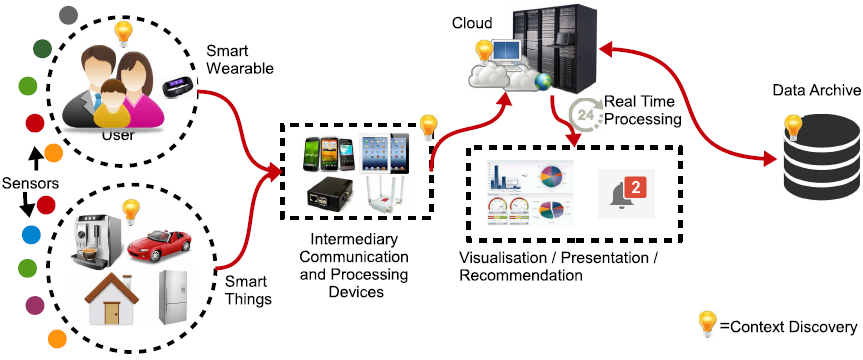 Smart
Wearable
User
Sensors
Smart
Things
Intermediary
Communication
and Processing
Devices
Cloud
24
Real Time
Processing
2
Visualisation / Presentation /
Recommendation
Data Archive
=Context Discovery